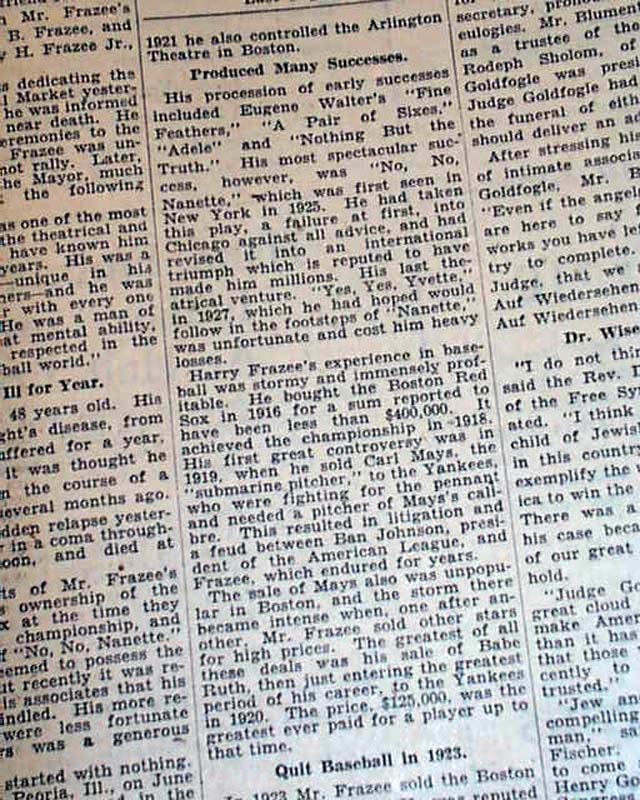 n Mr. Frazee's
B. Frazee, and
H. Frazee Jr.,
dedicating the
Market yester-
he was informed
near death. He
eremonies to the
Frazee was un-
not rally. Later,
the Mayor, much
the following
as one of the most
the theatrical and
have known him
years. His was a
—unique in his
ners—and he was
r with every one
He was a man of
at mental ability,
respected in the
ball world."
Ill for Year.
48 years old. His
ght's disease, from
uffered for a year,
it was thought he
n the course of a
several months ago.
dden relapse yester-
in a coma through-
oon, and died at
ts of Mr. Frazee's
ownership of the
x at the time they
championship, and
f "No, No, Nanette."
eemed to possess the
ut recently it was re-
is associates that his
indled. His more re-
were less fortunate
rs was a generous
started with nothing.
Peoria, Ill., on June
in the
1921 he also controlled the Arlington
Theatre in Boston.
Produced Many Successes.
His procession of early successes
included Eugene Walter's "Fine
Feathers," "A Pair of Sixes,"
"Adele" and "Nothing But the
Truth." His most spectacular suc-
cess, however, was "No, No,
Nanette," which was first seen in
New York in 1925. He had taken
this play, a failure at first, into
Chicago against all advice, and had
revised it into an international
triumph which is reputed to have
made him millions. His last the-
atrical venture. "Yes, Yes, Yvette,"
in 1927, which he had hoped would
follow in the footsteps of "Nanette,"
was unfortunate and cost him heavy
losses.
Harry Frazee's experience in base-
ball was stormy and immensely prof-
itable. He bought the Boston Red
Sox in 1916 for a sum reported to
have been less than $400,000. It
achieved the championship in 1918.
His first great controversy was in
1919, when he sold Carl Mays, the
"submarine pitcher," to the Yankees,
who were fighting for the pennant
and needed a pitcher of Mays's cali-
bre. This resulted in litigation and
a feud between Ban Johnson, presi-
dent of the American League, and
Frazee, which endured for years.
The sale of Mays also was unpopu-
lar in Boston, and the storm there
became intense when, one after an-
other, Mr. Frazee sold other stars
for high prices. The greatest of all
these deals was his sale of Babe
Ruth, then just entering the greatest
period of his career, to the Yankees
in 1920. The price, $125,000, was the
greatest ever paid for a player up to
that time.
Quit Baseball in 1923.
1923 Mr. Frazee sold the Boston
was reputed
secretary,
eulogies. Mr. Blumen
as a trustee of the
Rodeph Sholom, of
Goldfogle was presi
Judge Goldfogle had
the funeral of eith
should deliver an ad
After stressing hi
of intimate associa
Goldfogle, Mr. B
"Even if the angel
are here to say f
works you have le
try to complete.
Judge, that we
Auf Wiedersehen
Auf Wiedersehen
Dr. Wise
"I do not thin
said the Rev. D
of the Free Sy
ated. "I think
child of Jewis
in this country
exemplify the
ica to win the
There was a
his case beca
of our great
hold.
"Judge G
great cloud
make Amer
than it has
that those
cently to
trusted."
"Jew an
compelling
man," sa
Fischer.
to come
Henry Go